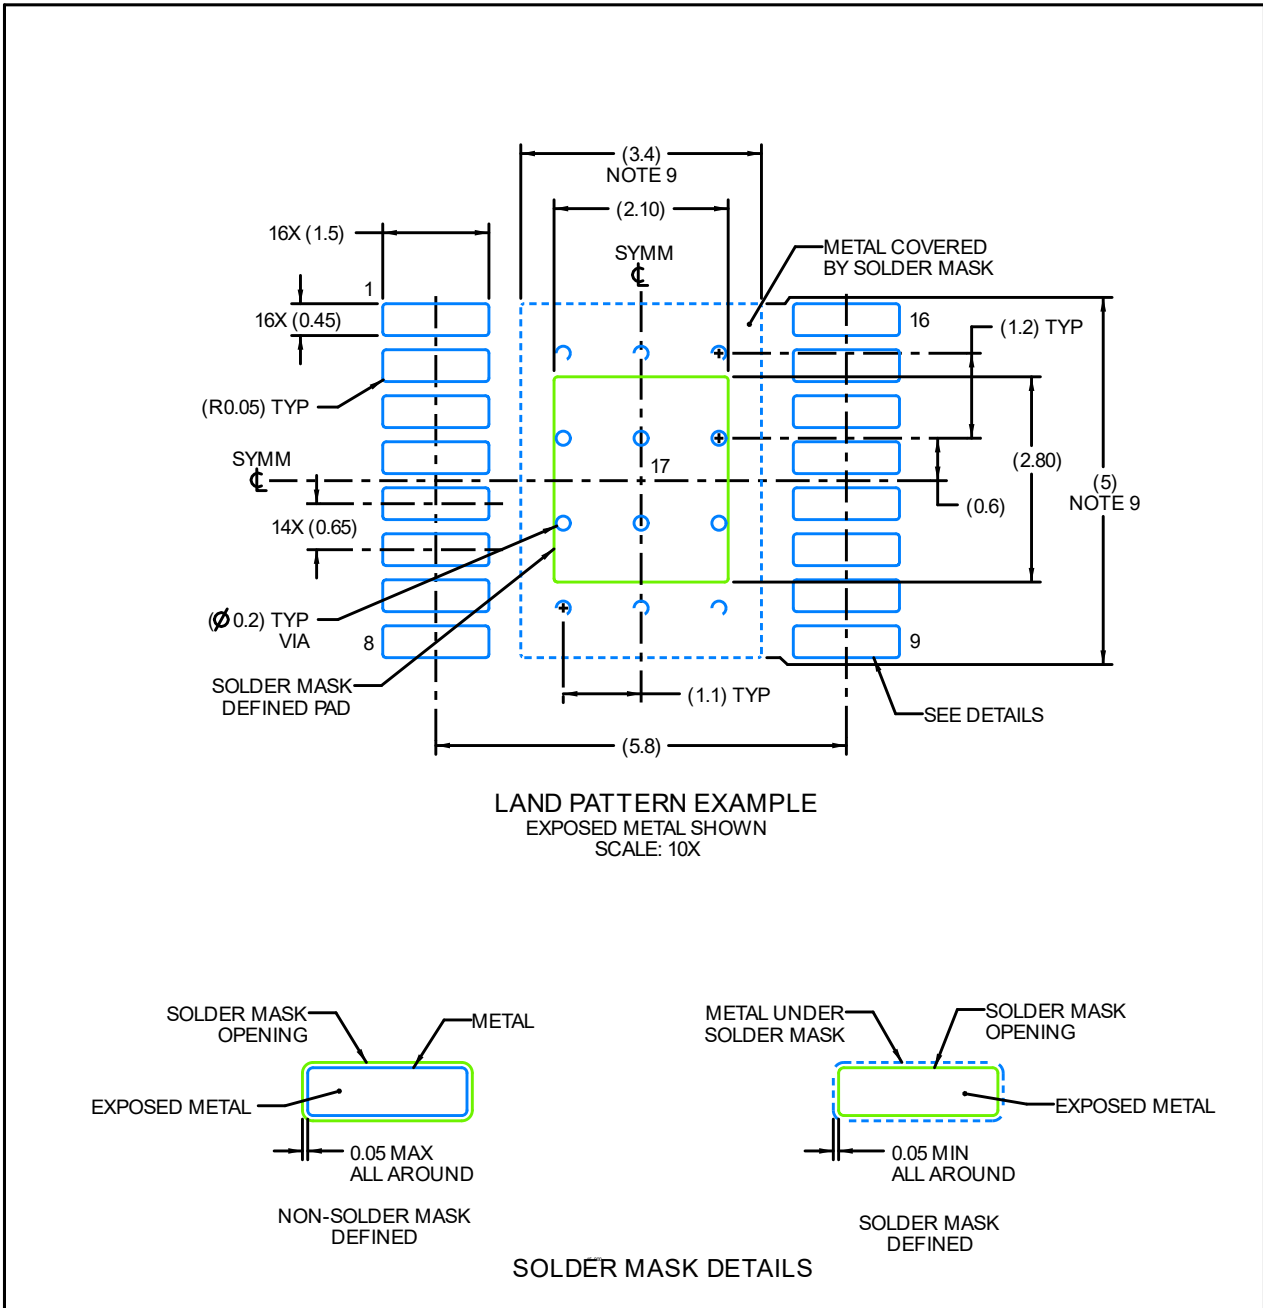 (3.4)
NOTE 9
(2.10)
16X (1.5)
SYMM
METAL COVERED
BY SOLDER MASK
1
16X (0.45)
16
(1.2) TYP
(R0.05) TYP
SYMM
17
(2.80)
(5)
NOTE 9
(0.6)
14X (0.65)
(Ø 0.2) TYP
VIA
8
9
SOLDER MASK
DEFINED PAD
(1.1) TYP
SEE DETAILS
(5.8)
LAND PATTERN EXAMPLE
EXPOSED METAL SHOWN
SCALE: 10X
SOLDER MASK
OPENING
METAL
EXPOSED METAL
0.05 MAX
ALL AROUND
NON-SOLDER MASK
DEFINED
METAL UNDER
SOLDER MASK
SOLDER MASK
OPENING
EXPOSED METAL
0.05 MIN
ALL AROUND
SOLDER MASK
DEFINED
SOLDER MASK DETAILS